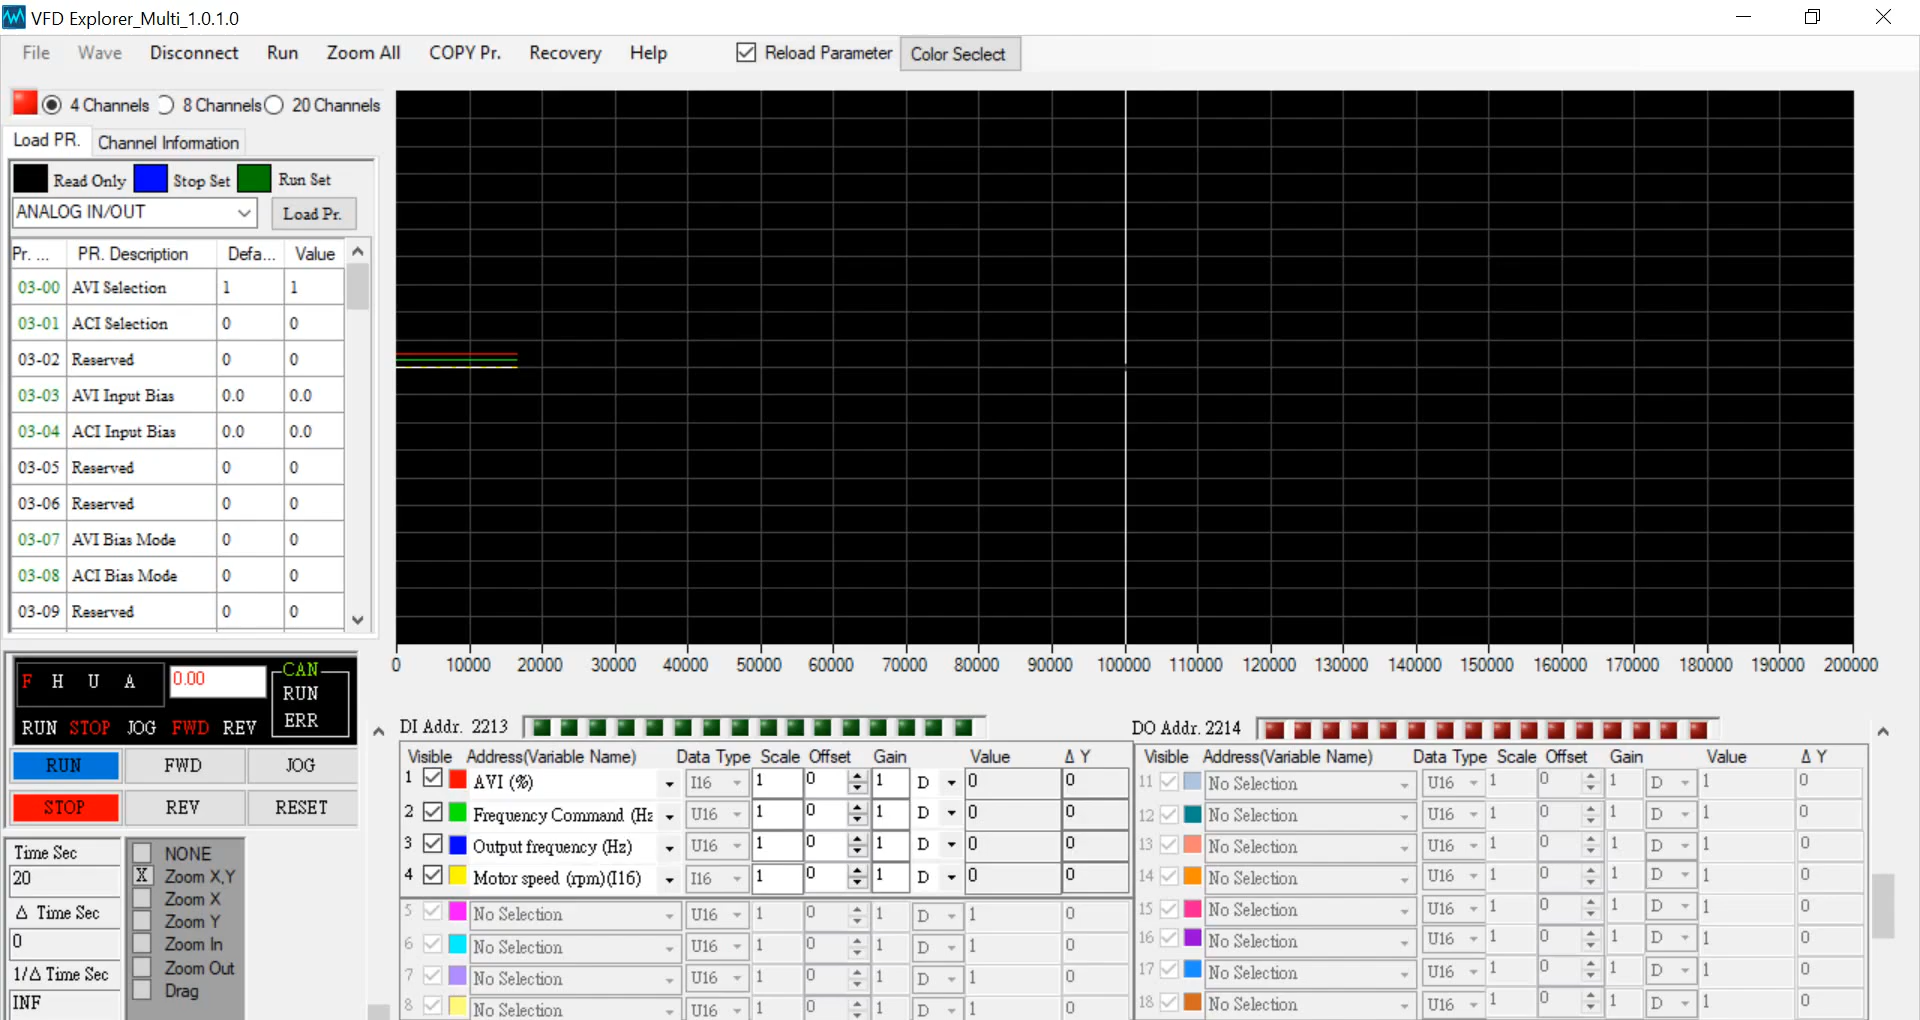 VFD Explorer_Multi_1.0.1.0
File Wave Disconnect Run Zoom All COPY Pr. Recovery Help Reload Parameter Color Seclect
4 Channels 8 Channels 20 Channels
Load PR. Channel Information
Read Only Stop Set Run Set
ANALOG IN/OUT Load Pr.
Pr. ... PR. Description Defa... Value
03-00 AVI Selection 1 1
03-01 ACI Selection 0 0
03-02 Reserved 0 0
03-03 AVI Input Bias 0.0 0.0
03-04 ACI Input Bias 0.0 0.0
03-05 Reserved 0 0
03-06 Reserved 0 0
03-07 AVI Bias Mode 0 0
03-08 ACI Bias Mode 0 0
03-09 Reserved 0 0
0 10000 20000 30000 40000 50000 60000 70000 80000 90000 100000 110000 120000 130000 140000 150000 160000 170000 180000 190000 200000
F H U A 0.00 CAN
RUN
ERR
RUN STOP JOG FWD REV
RUN FWD JOG
STOP REV RESET
Time Sec
20
Δ Time Sec
0
1/Δ Time Sec
INF
NONE
X Zoom X,Y
Zoom X
Zoom Y
Zoom In
Zoom Out
Drag
DI Addr. 2213
Visible Address(Variable Name) Data Type Scale Offset Gain Value Δ Y
1 AVI (%) I16 1 0 1 D 0 0
2 Frequency Command (Hz U16 1 0 1 D 0 0
3 Output frequency (Hz) U16 1 0 1 D 0 0
4 Motor speed (rpm)(I16) I16 1 0 1 D 0 0
5 No Selection U16 1 0 1 D 1 0
6 No Selection U16 1 0 1 D 1 0
7 No Selection U16 1 0 1 D 1 0
8 No Selection U16 1 0 1 D 1 0
DO Addr. 2214
Visible Address(Variable Name) Data Type Scale Offset Gain Value Δ Y
11 No Selection U16 1 0 1 D 1 0
12 No Selection U16 1 0 1 D 1 0
13 No Selection U16 1 0 1 D 1 0
14 No Selection U16 1 0 1 D 1 0
15 No Selection U16 1 0 1 D 1 0
16 No Selection U16 1 0 1 D 1 0
17 No Selection U16 1 0 1 D 1 0
18 No Selection U16 1 0 1 D 1 0